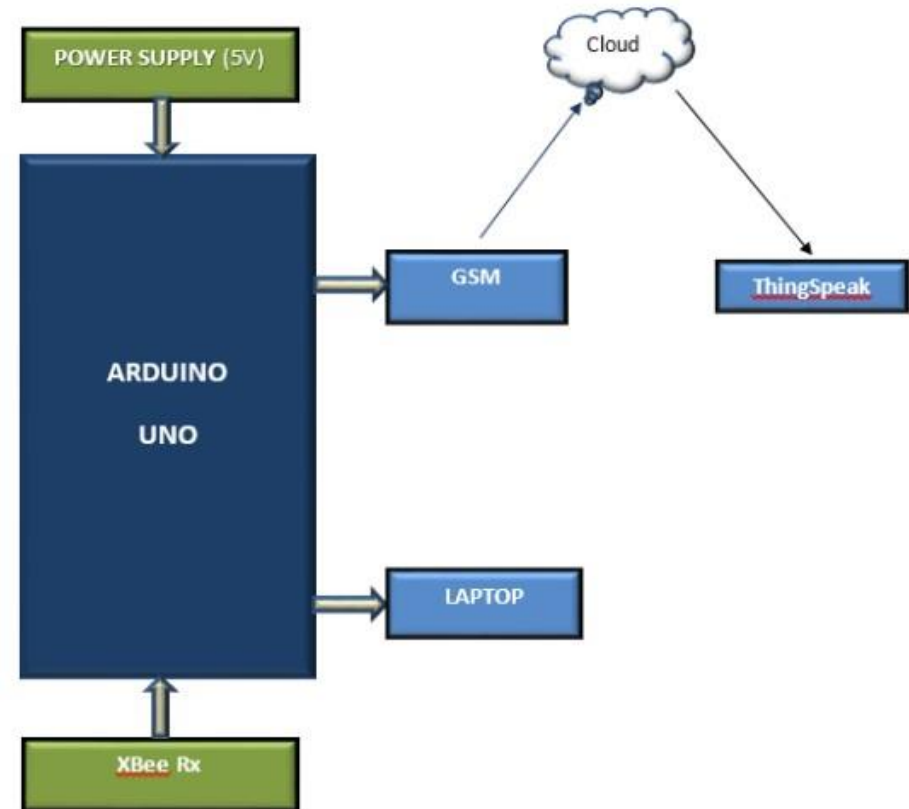 POWER SUPPLY (5V)
Cloud
GSM
ThingSpeak
ARDUINO
UNO
LAPTOP
XBee Rx